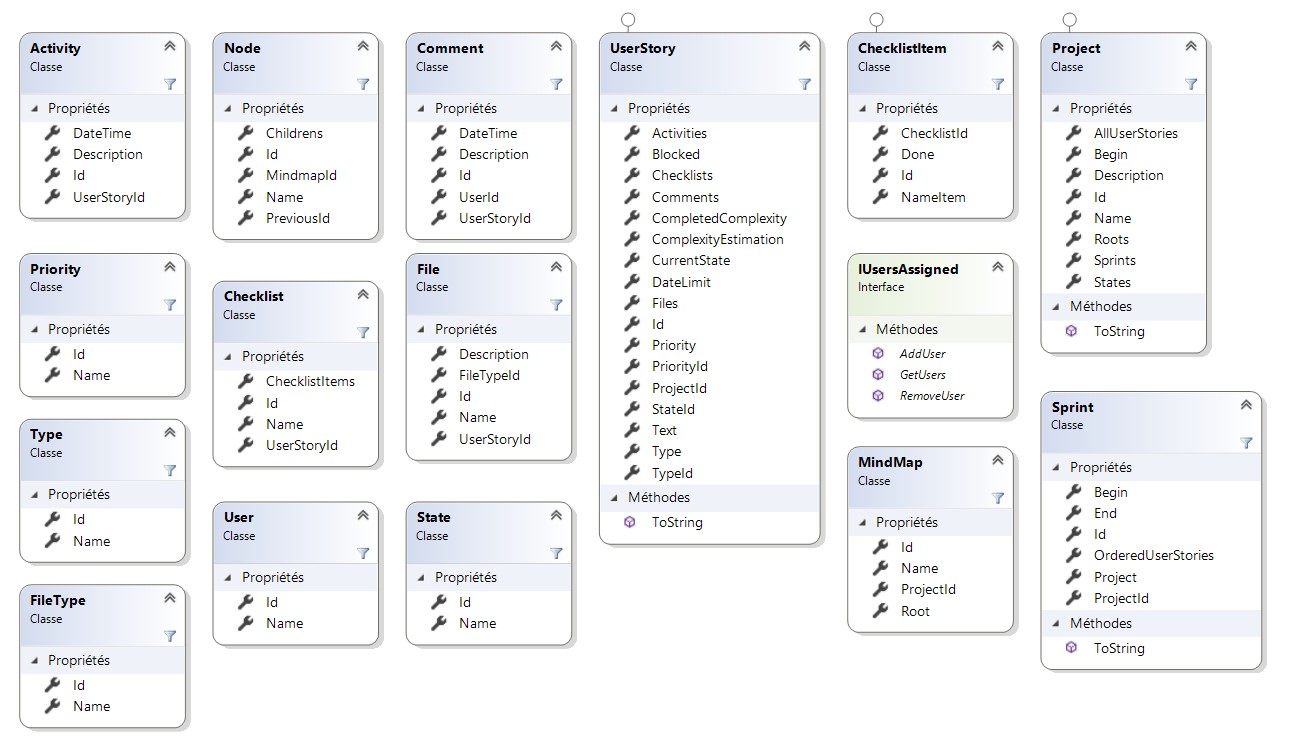 Activity
Classe
Propriétés
DateTime
Description
Id
UserStoryId
Priority
Classe
Propriétés
Id
Name
Type
Classe
Propriétés
Id
Name
FileType
Classe
Propriétés
Id
Name
Node
Classe
Propriétés
Childrens
Id
MindmapId
Name
PreviousId
Checklist
Classe
Propriétés
ChecklistItems
Id
Name
UserStoryId
User
Classe
Propriétés
Id
Name
Comment
Classe
Propriétés
DateTime
Description
Id
UserId
UserStoryId
File
Classe
Propriétés
Description
FileTypeId
Id
Name
UserStoryId
State
Classe
Propriétés
Id
Name
UserStory
Classe
Propriétés
Activities
Blocked
Checklists
Comments
CompletedComplexity
ComplexityEstimation
CurrentState
DateLimit
Files
Id
Priority
PriorityId
ProjectId
StateId
Text
Type
TypeId
Méthodes
ToString
ChecklistItem
Classe
Propriétés
ChecklistId
Done
Id
NameItem
IUsersAssigned
Interface
Méthodes
AddUser
GetUsers
RemoveUser
MindMap
Classe
Propriétés
Id
Name
ProjectId
Root
Project
Classe
Propriétés
AllUserStories
Begin
Description
Id
Name
Roots
Sprints
States
Méthodes
ToString
Sprint
Classe
Propriétés
Begin
End
Id
OrderedUserStories
Project
ProjectId
Méthodes
ToString